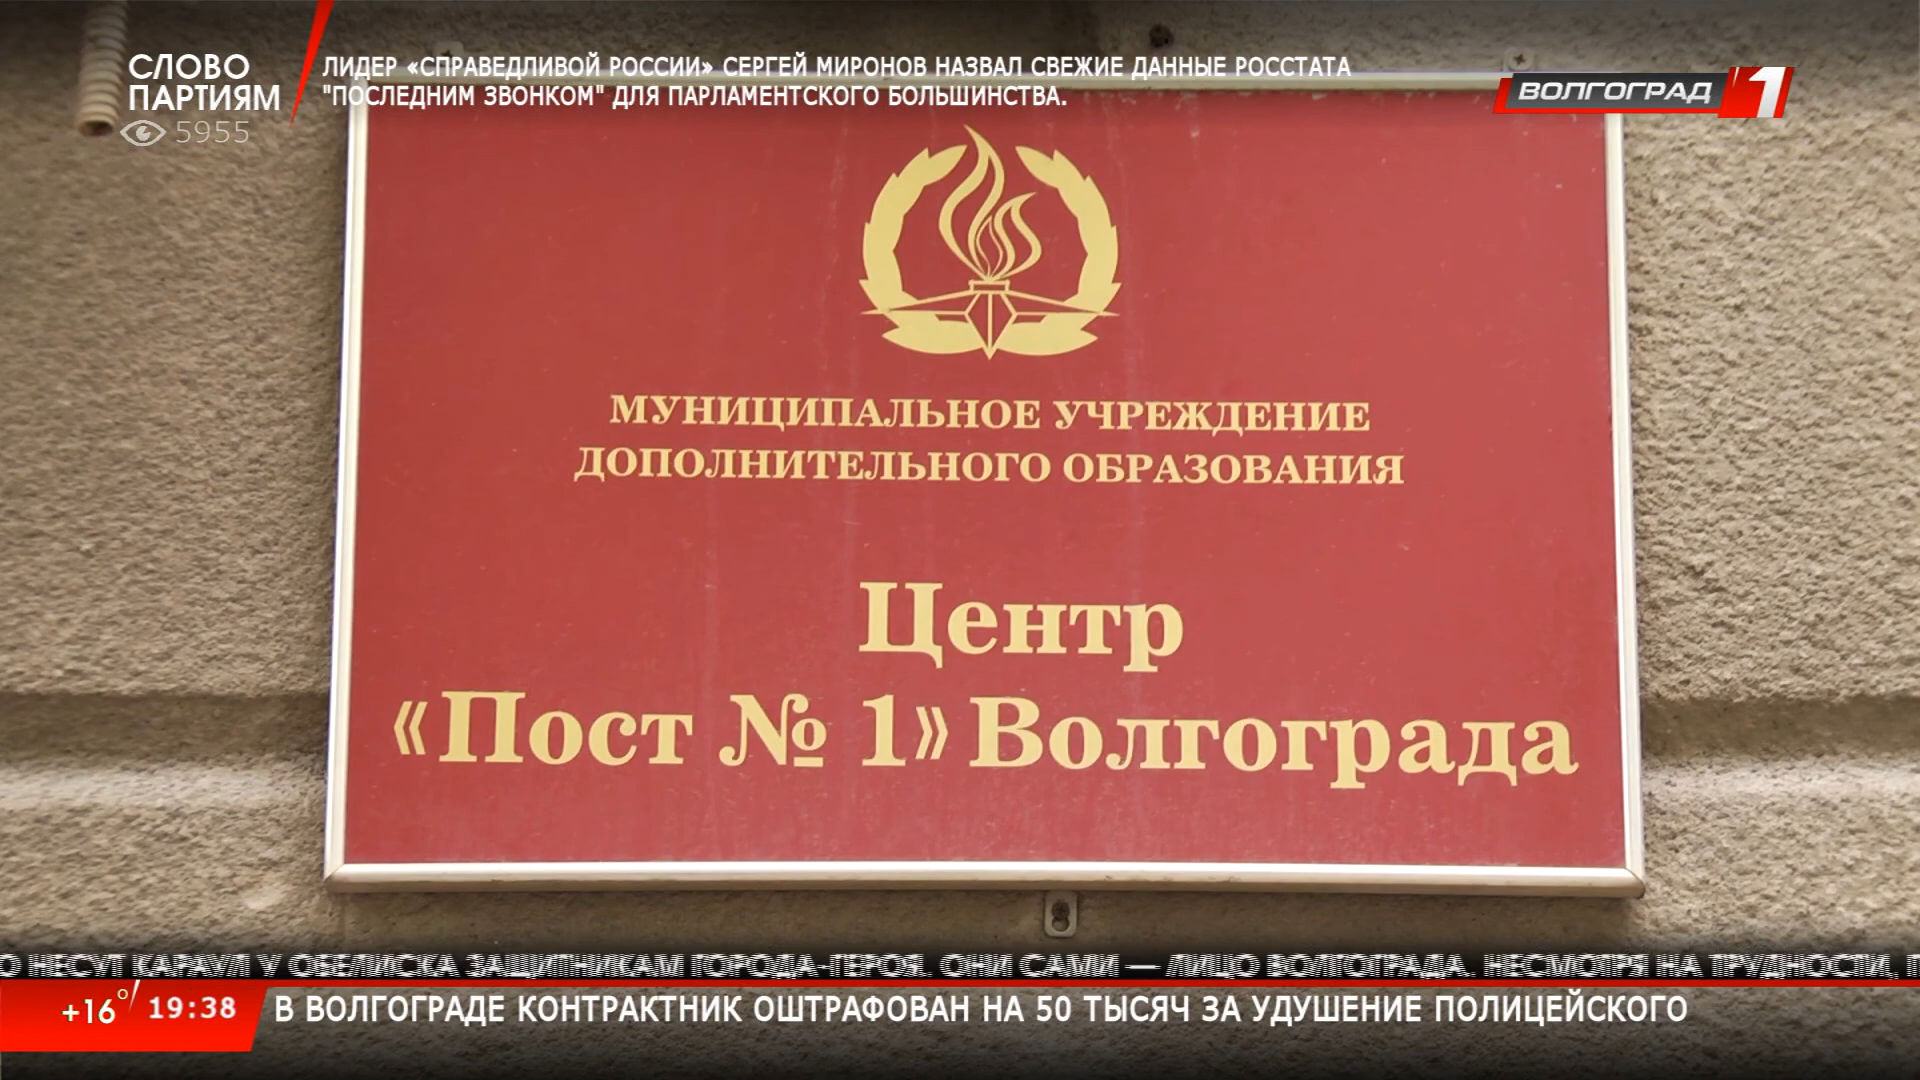 СЛОВО
ПАРТИЯМ
5955
ЛИДЕР «СПРАВЕДЛИВОЙ РОССИИ» СЕРГЕЙ МИРОНОВ НАЗВАЛ СВЕЖИЕ ДАННЫЕ РОССТАТА
"ПОСЛЕДНИМ ЗВОНКОМ" ДЛЯ ПАРЛАМЕНТСКОГО БОЛЬШИНСТВА.
ВОЛГОГРАД 1
МУНИЦИПАЛЬНОЕ УЧРЕЖДЕНИЕ
ДОПОЛНИТЕЛЬНОГО ОБРАЗОВАНИЯ
Центр
«Пост № 1» Волгограда
НЕСУТ КАРАУЛ У ОБЕЛИСКА ЗАЩИТНИКАМ ГОРОДА-ГЕРОЯ. ОНИ САМИ — ЛИЦО ВОЛГОГРАДА. НЕСМОТРЯ НА ТРУДНОСТИ,
+16° 19:38 В ВОЛГОГРАДЕ КОНТРАКТНИК ОШТРАФОВАН НА 50 ТЫСЯЧ ЗА УДУШЕНИЕ ПОЛИЦЕЙСКОГО